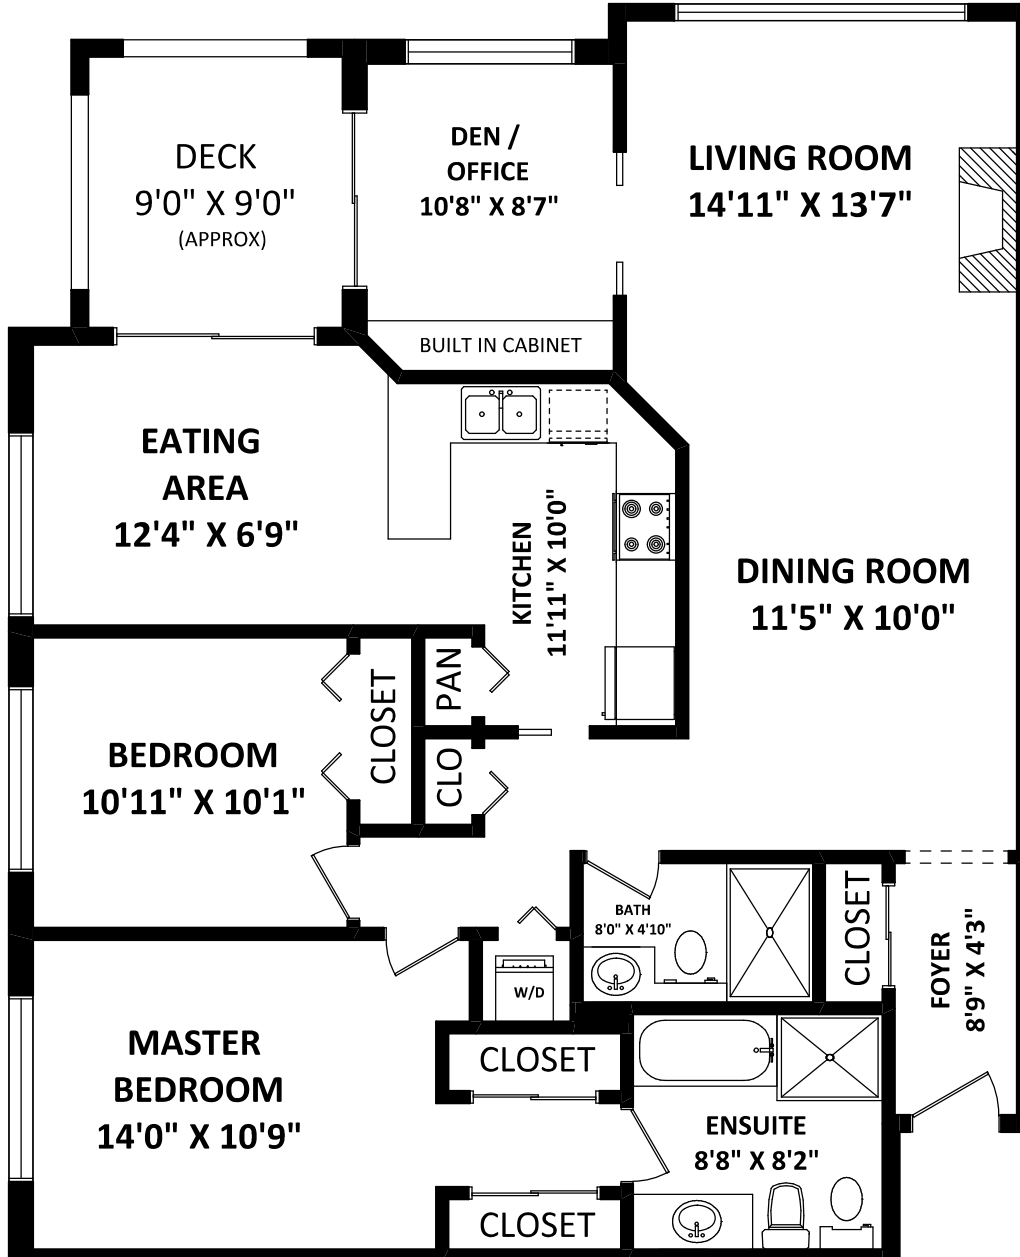 DECK
9'0" X 9'0"
(APPROX)
DEN /
OFFICE
10'8" X 8'7"
LIVING ROOM
14'11" X 13'7"
BUILT IN CABINET
EATING
AREA
12'4" X 6'9"
KITCHEN
11'11" X 10'0"
DINING ROOM
11'5" X 10'0"
PAN
CLOSET
BEDROOM
10'11" X 10'1"
CLO
BATH
8'0" X 4'10"
CLOSET
FOYER
8'9" X 4'3"
W/D
MASTER
BEDROOM
14'0" X 10'9"
CLOSET
ENSUITE
8'8" X 8'2"
CLOSET